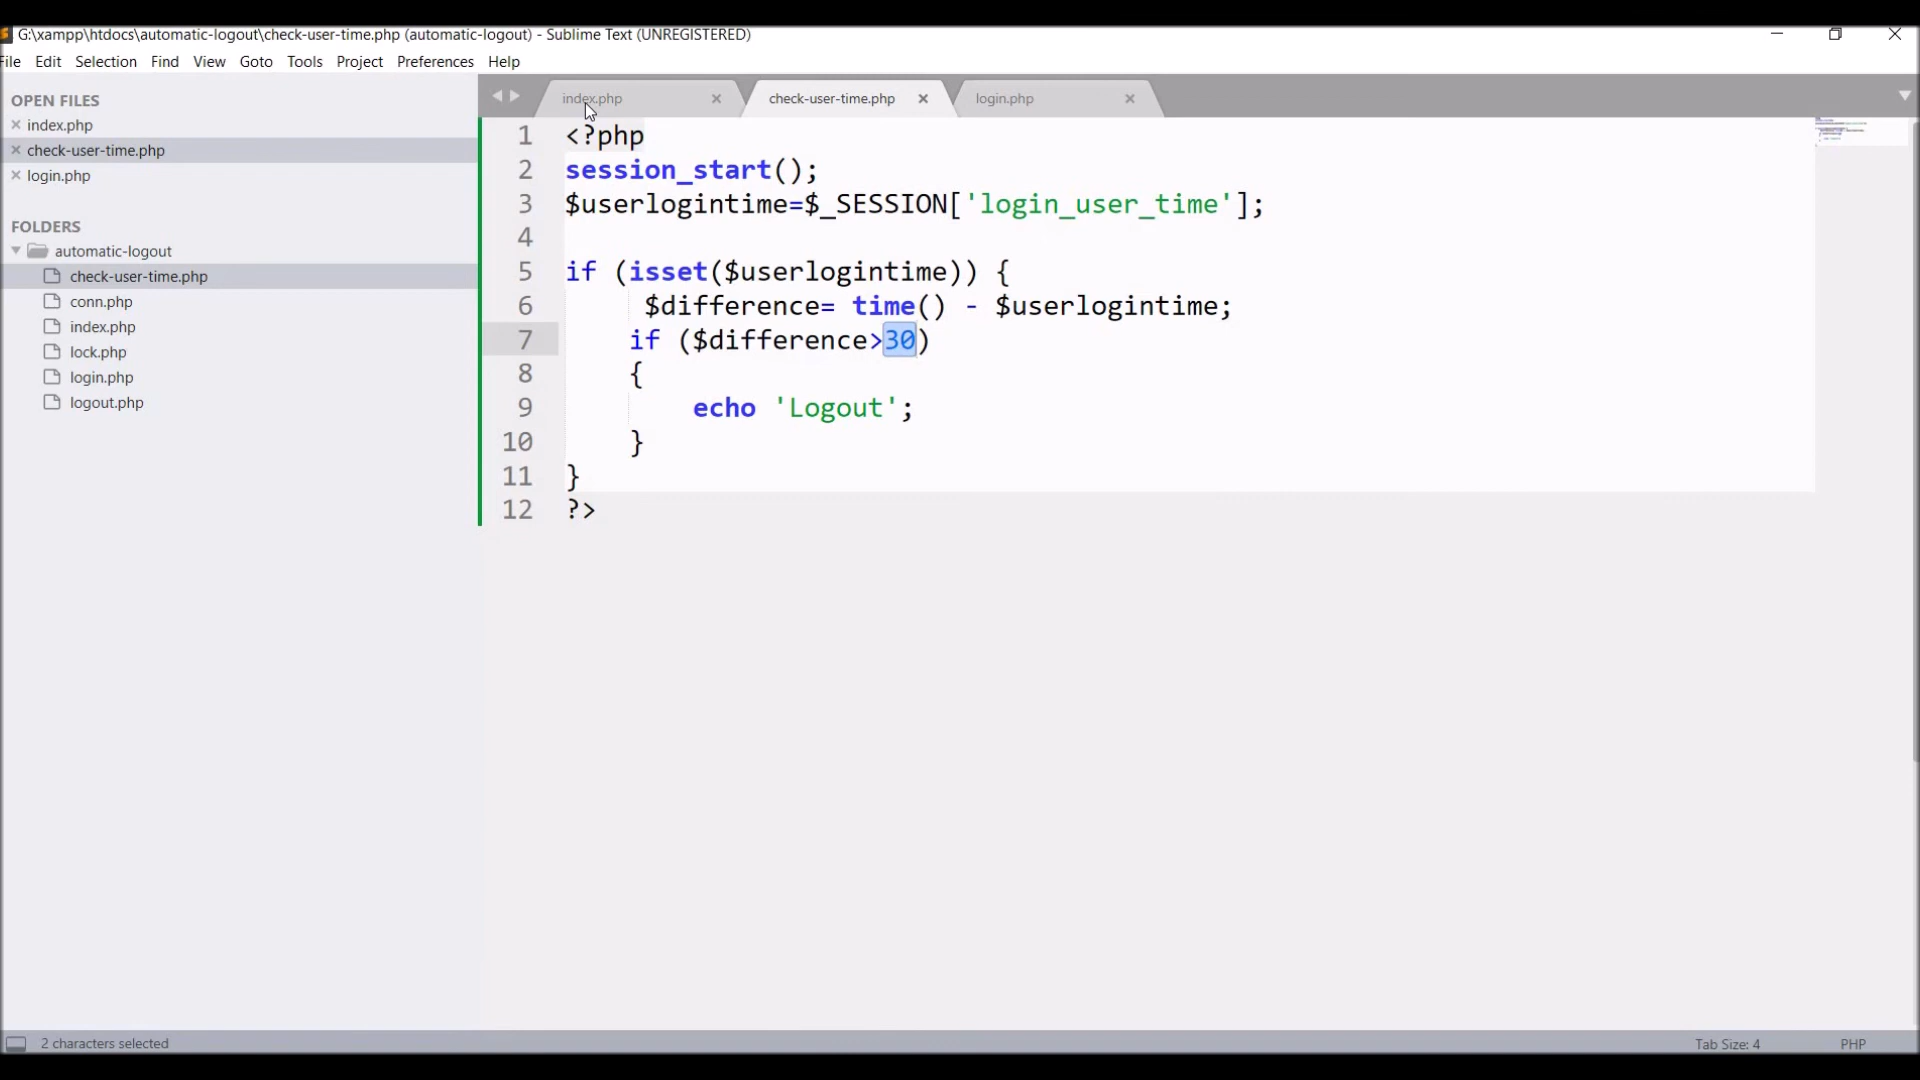 G:\xampp\htdocs\automatic-logout\check-user-time.php (automatic-logout) - Sublime Text (UNREGISTERED)
File Edit Selection Find View Goto Tools Project Preferences Help
OPEN FILES
index.php
check-user-time.php
login.php
FOLDERS
automatic-logout
check-user-time.php
conn.php
index.php
lock.php
login.php
logout.php
index.php check-user-time.php login.php
1 <?php
2 session_start();
3 $userlogintime=$_SESSION['login_user_time'];
4
5 if (isset($userlogintime)) {
6 $difference= time() - $userlogintime;
7 if ($difference>30)
8 {
9 echo 'Logout';
10 }
11 }
12 ?>
2 characters selected Tab Size: 4 PHP